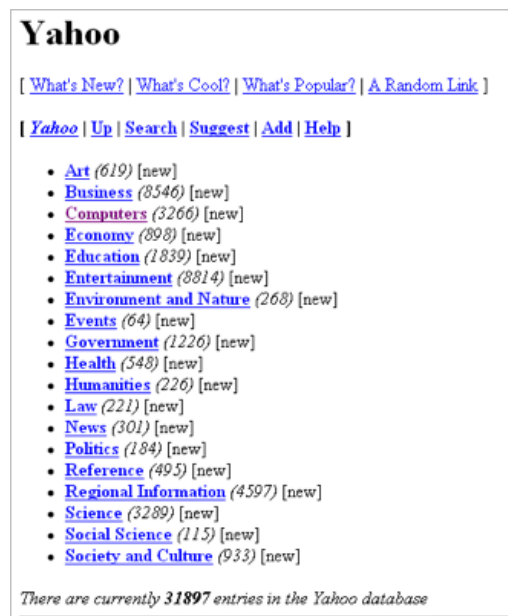 Yahoo
[ What's New? | What's Cool? | What's Popular? | A Random Link ]
[ Yahoo | Up | Search | Suggest | Add | Help ]
• Art (619) [new]
• Business (8546) [new]
• Computers (3266) [new]
• Economy (898) [new]
• Education (1839) [new]
• Entertainment (8814) [new]
• Environment and Nature (268) [new]
• Events (64) [new]
• Government (1226) [new]
• Health (548) [new]
• Humanities (226) [new]
• Law (221) [new]
• News (301) [new]
• Politics (184) [new]
• Reference (495) [new]
• Regional Information (4597) [new]
• Science (3289) [new]
• Social Science (115) [new]
• Society and Culture (933) [new]
There are currently 31897 entries in the Yahoo database